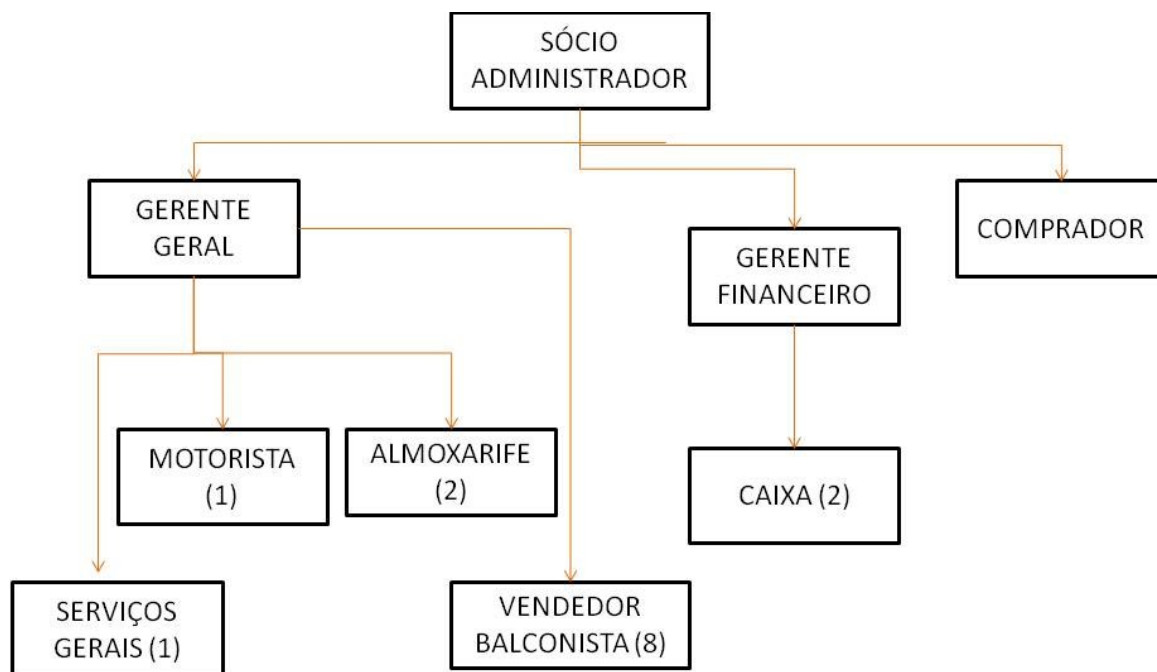 SÓCIO
ADMINISTRADOR
GERENTE
GERAL
GERENTE
FINANCEIRO
COMPRADOR
MOTORISTA
(1)
ALMOXARIFE
(2)
CAIXA (2)
SERVIÇOS
GERAIS (1)
VENDEDOR
BALCONISTA (8)